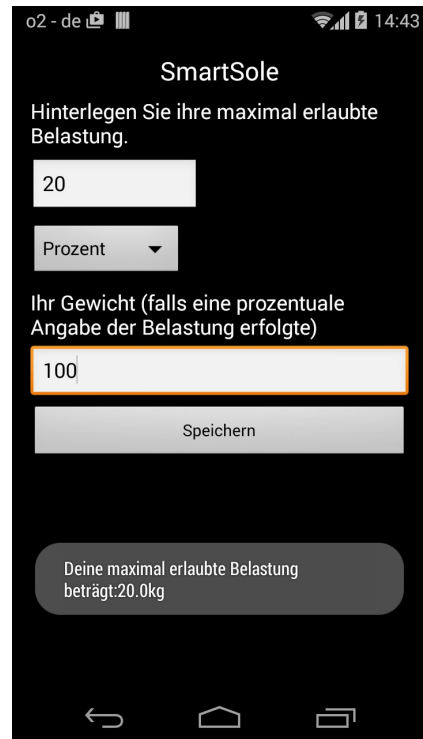 o2 - de 14:43
SmartSole
Hinterlegen Sie ihre maximal erlaubte
Belastung.
20
Prozent
Ihr Gewicht (falls eine prozentuale
Angabe der Belastung erfolgte)
100
Speichern
Deine maximal erlaubte Belastung
beträgt:20.0kg